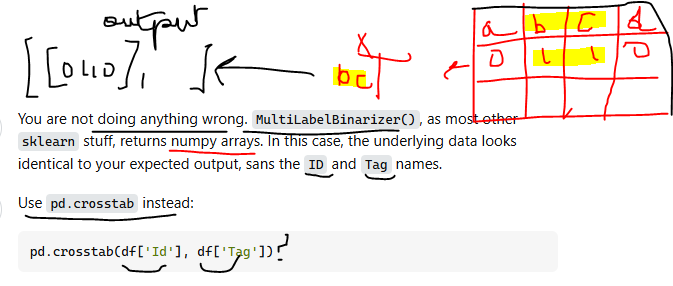 output
a b c d
x
[[0110], ]
bc
0 1 1 0
You are not doing anything wrong. MultiLabelBinarizer(), as most other
sklearn stuff, returns numpy arrays. In this case, the underlying data looks
identical to your expected output, sans the ID and Tag names.
Use pd.crosstab instead:
pd.crosstab(df['Id'], df['Tag'])?